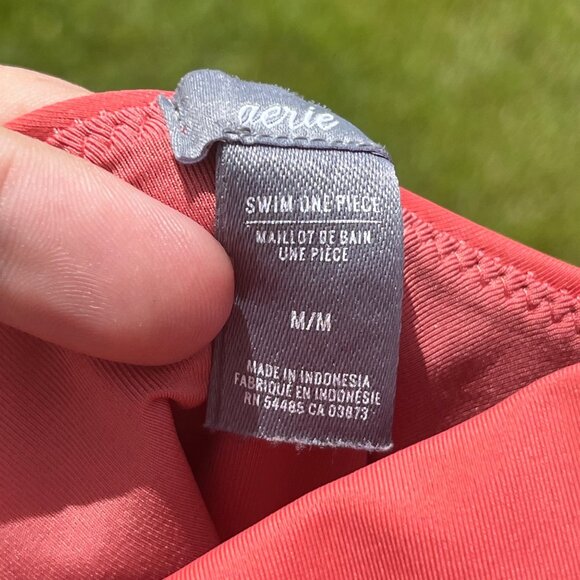 aerie
SWIM ONE PIECE
MAILLOT DE BAIN
UNE PIÈCE
M/M
MADE IN INDONESIA
FABRIQUÉ EN INDONÉSIE
RN 54485 CA 03873